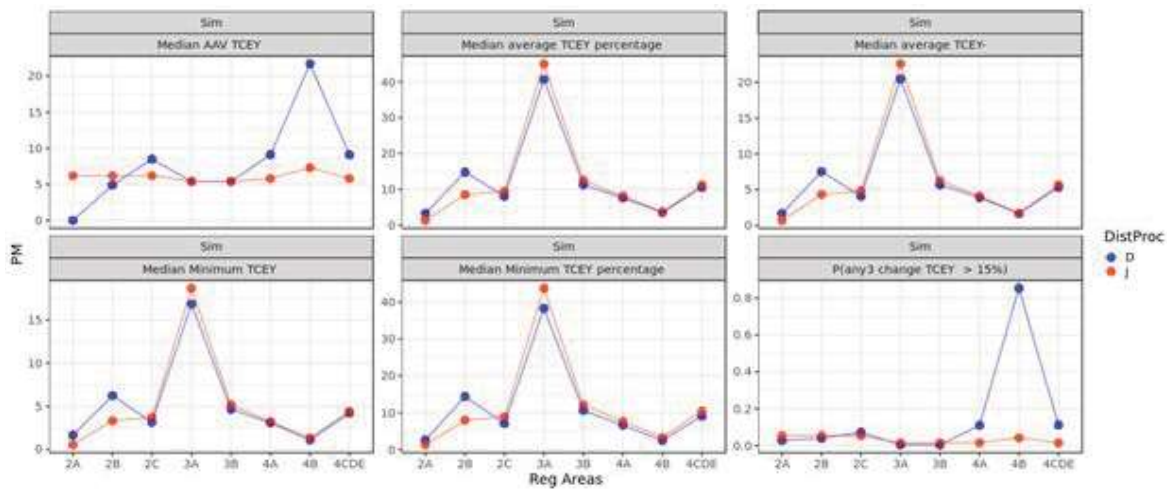 Sim
Sim
Sim
Median AAV TCEY
Median average TCEY percentage
Median average TCEY-
20
15
10
5
0
40
30
20
10
0
20
15
10
5
0
PM
Sim
Sim
Sim
Median Minimum TCEY
Median Minimum TCEY percentage
P(any3 change TCEY > 15%)
15
10
5
0
40
30
20
10
0
0.8
0.6
0.4
0.2
0.0
DistProc
D
J
2A 2B 2C 3A 3B 4A 4B 4CDE
2A 2B 2C 3A 3B 4A 4B 4CDE
2A 2B 2C 3A 3B 4A 4B 4CDE
Reg Areas